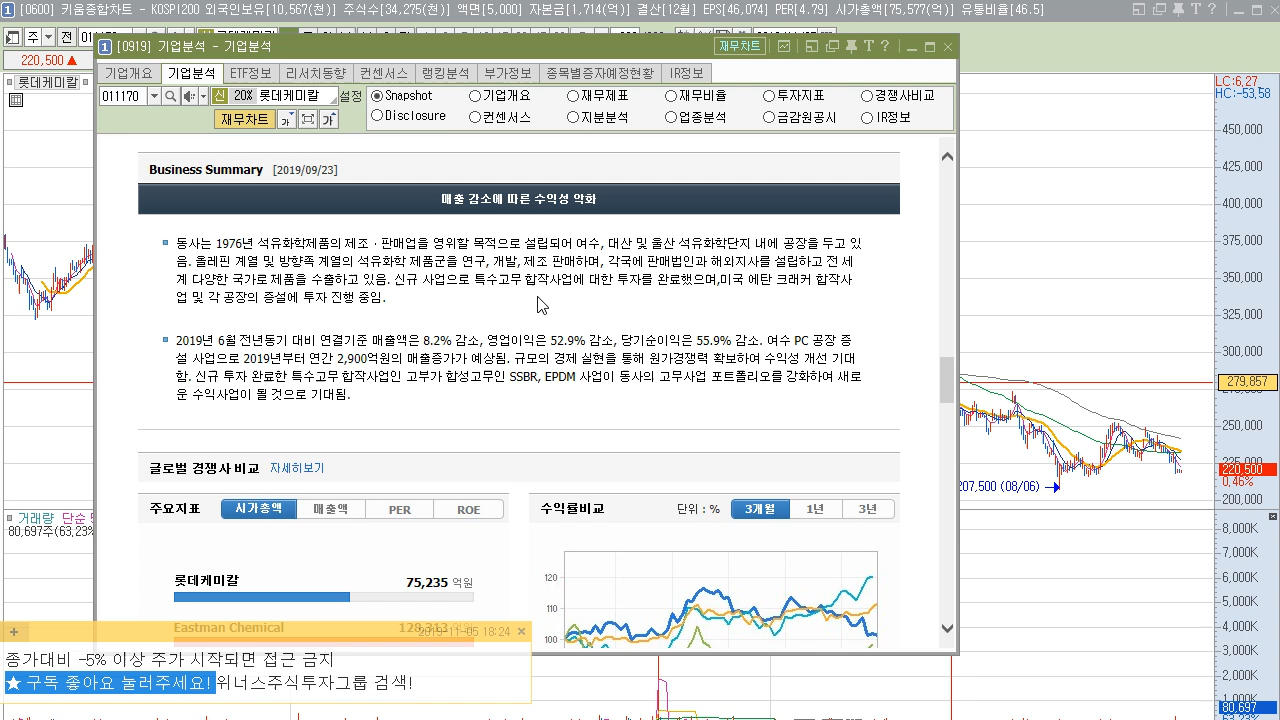 [0600] 키움종합차트 - KOSPI200 외국인보유[10,567(천)] 주식수[34,275(천)] 액면[5,000] 자본금[1,714(억)] 결산[12월] EPS[46,074] PER[4.79] 시가총액[75,577(억)] 유통비율[46.5]
주 전
220,500 ▲
롯데케미칼
[0919] 기업분석 - 기업분석
재무차트
기업개요 기업분석 ETF정보 리서치동향 컨센서스 랭킹분석 부가정보 종목별증자예정현황 IR정보
011170 신 20% 롯데케미칼 설정
Snapshot 기업개요 재무제표 재무비율 투자지표 경쟁사비교
재무차트 가 가
Disclosure 컨센서스 지분분석 업종분석 금감원공시 IR정보
Business Summary [2019/09/23]
매출 감소에 따른 수익성 악화
동사는 1976년 석유화학제품의 제조ㆍ판매업을 영위할 목적으로 설립되어 여수, 대산 및 울산 석유화학단지 내에 공장을 두고 있
음. 올레핀 계열 및 방향족 계열의 석유화학 제품군을 연구, 개발, 제조 판매하며, 각국에 판매법인과 해외지사를 설립하고 전 세
계 다양한 국가로 제품을 수출하고 있음. 신규 사업으로 특수고무 합작사업에 대한 투자를 완료했으며,미국 에탄 크래커 합작사
업 및 각 공장의 증설에 투자 진행 중임.
2019년 6월 전년동기 대비 연결기준 매출액은 8.2% 감소, 영업이익은 52.9% 감소, 당기순이익은 55.9% 감소. 여수 PC 공장 증
설 사업으로 2019년부터 연간 2,900억원의 매출증가가 예상됨. 규모의 경제 실현을 통해 원가경쟁력 확보하여 수익성 개선 기대
함. 신규 투자 완료한 특수고무 합작사업인 고부가 합성고무인 SSBR, EPDM 사업이 동사의 고무사업 포트폴리오를 강화하여 새로
운 수익사업이 될 것으로 기대됨.
글로벌 경쟁사 비교 자세히보기
주요지표 시가총액 매출액 PER ROE
수익률비교 단위 : % 3개월 1년 3년
롯데케미칼 75,235 억원
Eastman Chemical 128,313 억원
120
110
100
LC:6,27
HC:-53,58
450,000
425,000
400,000
375,000
350,000
325,000
300,000
279,857
250,000
225,000
220,500
0.46%
200,000
207,500 (08/06)
거래량 단순
80,697주(63,23%
8,000K
7,000K
6,000K
5,000K
4,000K
3,000K
2,000K
1,000K
80,697
2019-11-05 18:24
종가대비 -5% 이상 주가 시작되면 접근 금지
★ 구독 좋아요 눌러주세요! 위너스주식투자그룹 검색!